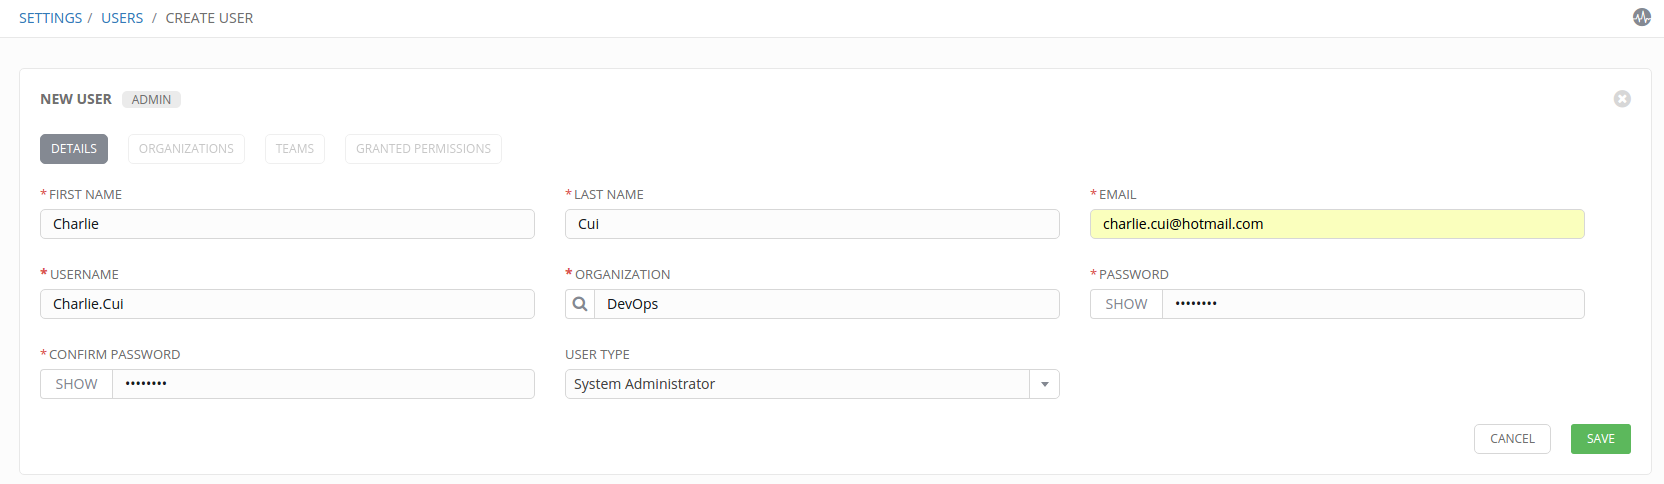 SETTINGS / USERS / CREATE USER
NEW USER ADMIN
DETAILS ORGANIZATIONS TEAMS GRANTED PERMISSIONS
* FIRST NAME * LAST NAME * EMAIL
Charlie Cui charlie.cui@hotmail.com
* USERNAME * ORGANIZATION * PASSWORD
Charlie.Cui DevOps SHOW ••••••••
* CONFIRM PASSWORD USER TYPE
SHOW •••••••• System Administrator
CANCEL SAVE